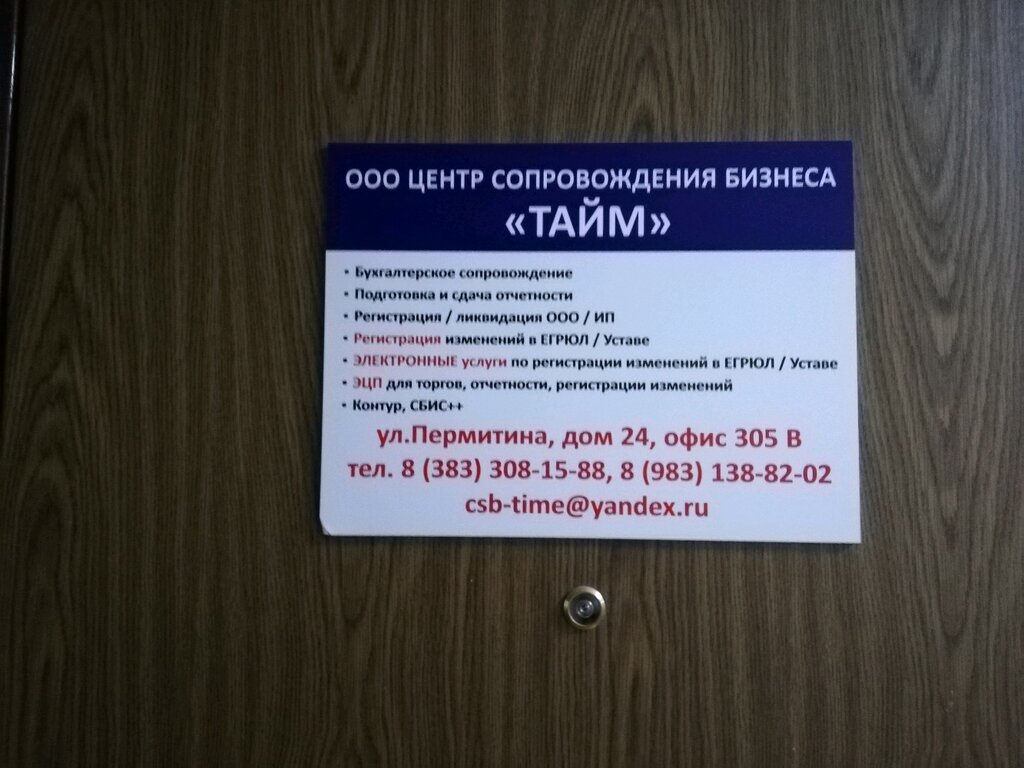 ООО ЦЕНТР СОПРОВОЖДЕНИЯ БИЗНЕСА
«ТАЙМ»
• Бухгалтерское сопровождение
• Подготовка и сдача отчетности
• Регистрация / ликвидация ООО / ИП
• Регистрация изменений в ЕГРЮЛ / Уставе
• ЭЛЕКТРОННЫЕ услуги по регистрации изменений в ЕГРЮЛ / Уставе
• ЭЦП для торгов, отчетности, регистрации изменений
• Контур, СБИС++
ул.Пермитина, дом 24, офис 305 В
тел. 8 (383) 308-15-88, 8 (983) 138-82-02
csb-time@yandex.ru